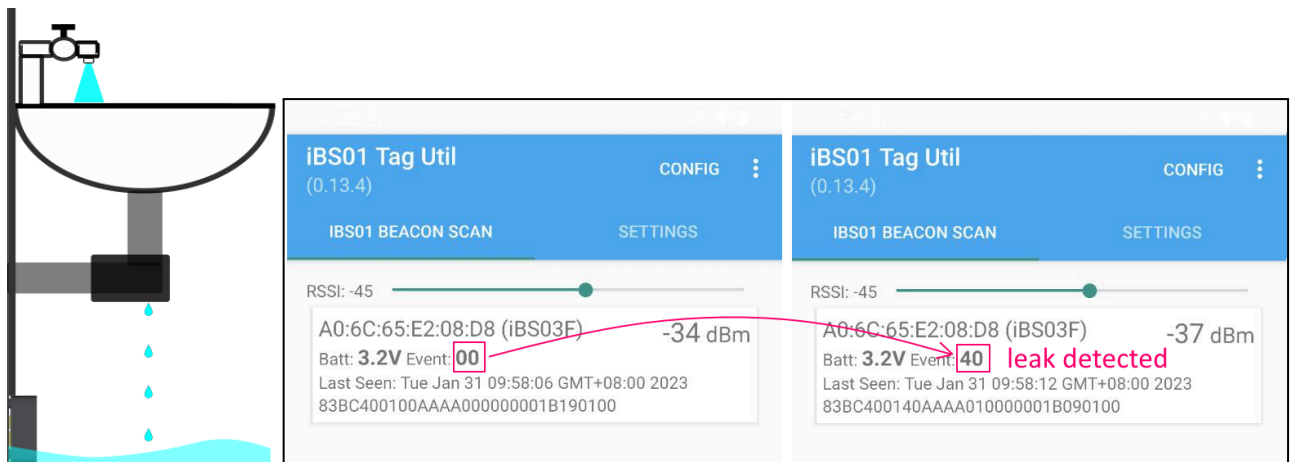 iBS01 Tag Util
(0.13.4)
CONFIG
IBS01 BEACON SCAN
SETTINGS
RSSI: -45
A0:6C:65:E2:08:D8 (iBS03F)
-34 dBm
Batt: 3.2V Event: 00
Last Seen: Tue Jan 31 09:58:06 GMT+08:00 2023
83BC400100AAAA000000001B190100
iBS01 Tag Util
(0.13.4)
CONFIG
IBS01 BEACON SCAN
SETTINGS
RSSI: -45
A0:6C:65:E2:08:D8 (iBS03F)
-37 dBm
Batt: 3.2V Event: 40 leak detected
Last Seen: Tue Jan 31 09:58:12 GMT+08:00 2023
83BC400140AAAA010000001B090100